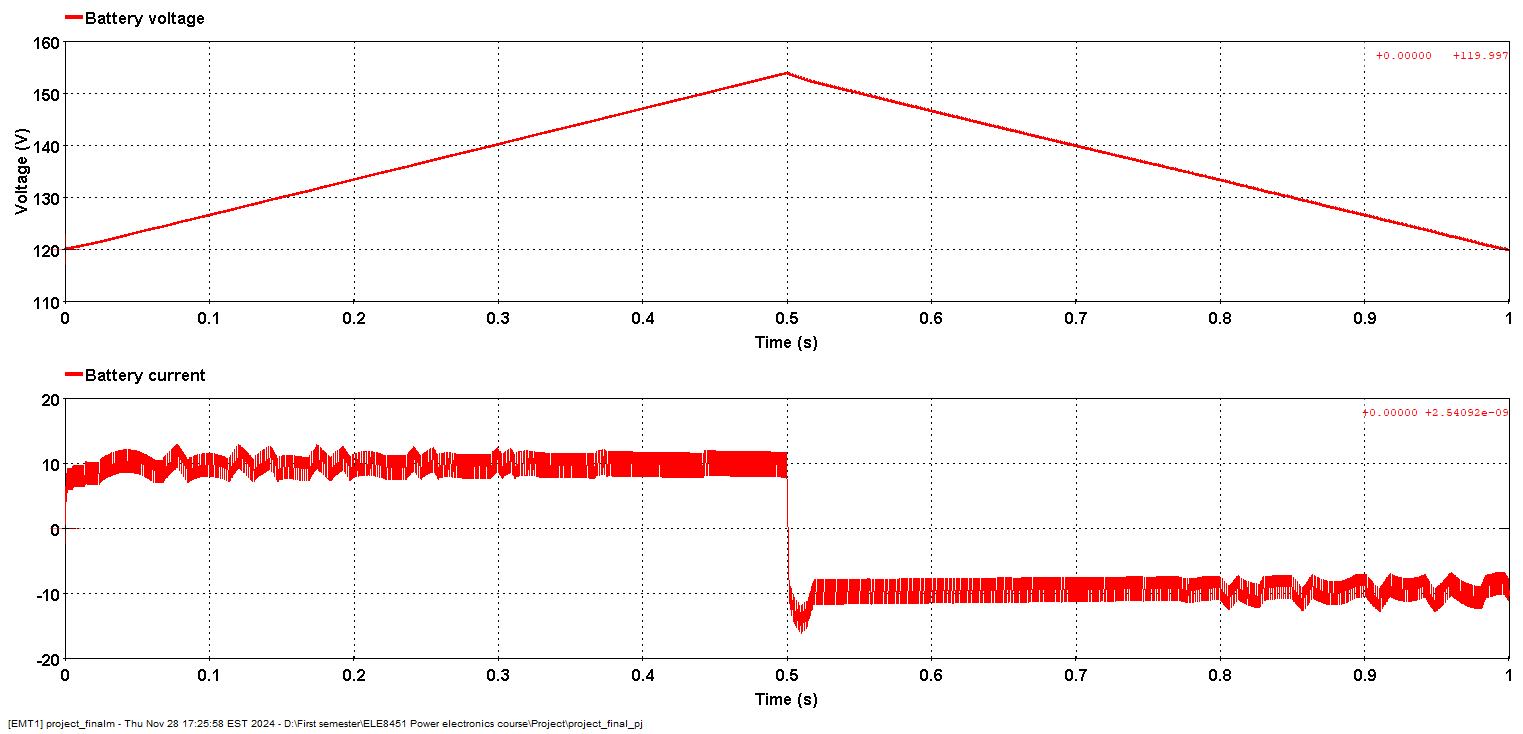 Battery voltage
+0.00000 +119.997
160
150
140
130
120
110
Voltage (V)
0 0.1 0.2 0.3 0.4 0.5 0.6 0.7 0.8 0.9 1
Time (s)
Battery current
+0.00000 +2.54092e-09
20
10
0
-10
-20
0 0.1 0.2 0.3 0.4 0.5 0.6 0.7 0.8 0.9 1
Time (s)
[EMT1] project_finalm - Thu Nov 28 17:25:58 EST 2024 - D:\First semester\ELE8451 Power electronics course\Project\project_final_pj